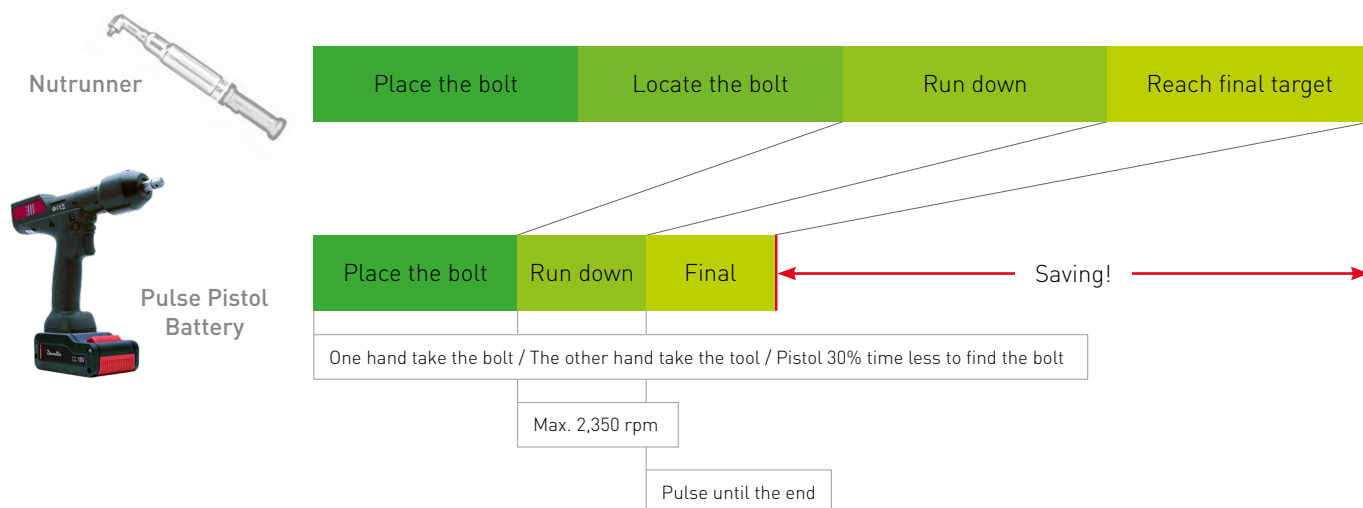 Nutrunner
Place the bolt
Locate the bolt
Run down
Reach final target
Pulse Pistol
Battery
Place the bolt
Run down
Final
Saving!
One hand take the bolt / The other hand take the tool / Pistol 30% time less to find the bolt
Max. 2,350 rpm
Pulse until the end